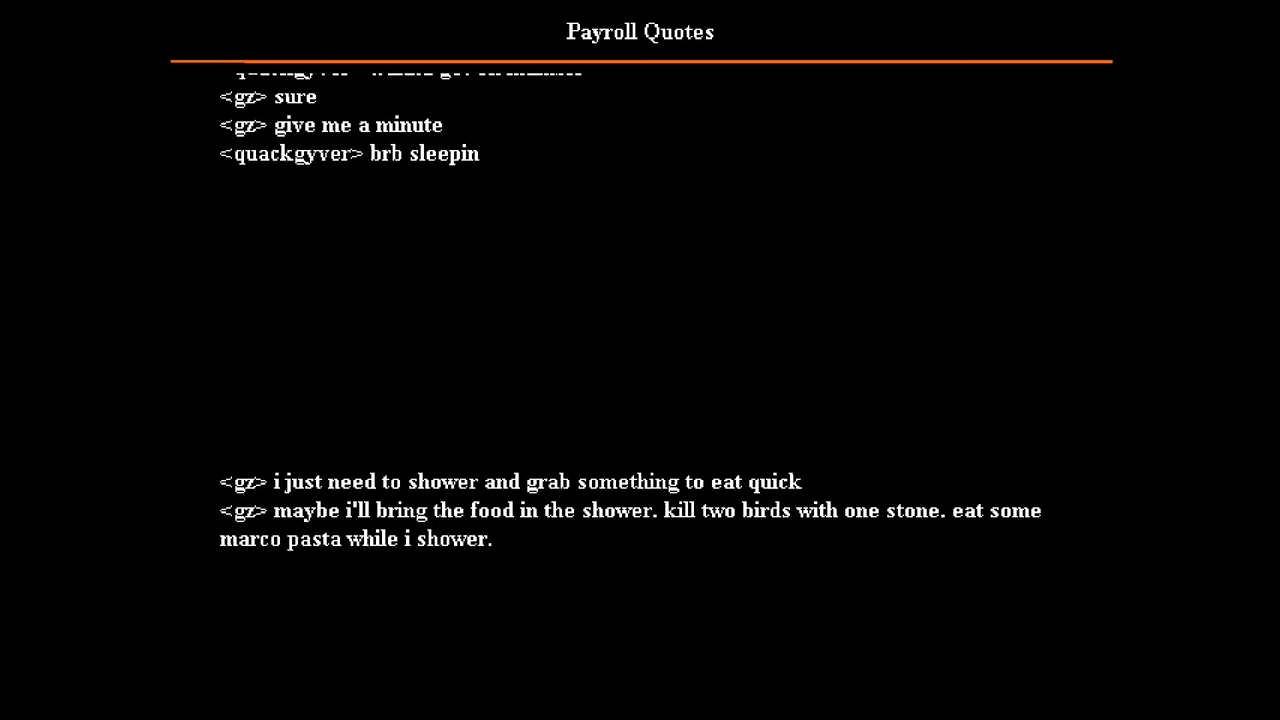 Payroll Quotes
<gz> sure
<gz> give me a minute
<quackgyver> brb sleepin
<gz> i just need to shower and grab something to eat quick
<gz> maybe i'll bring the food in the shower. kill two birds with one stone. eat some
marco pasta while i shower.